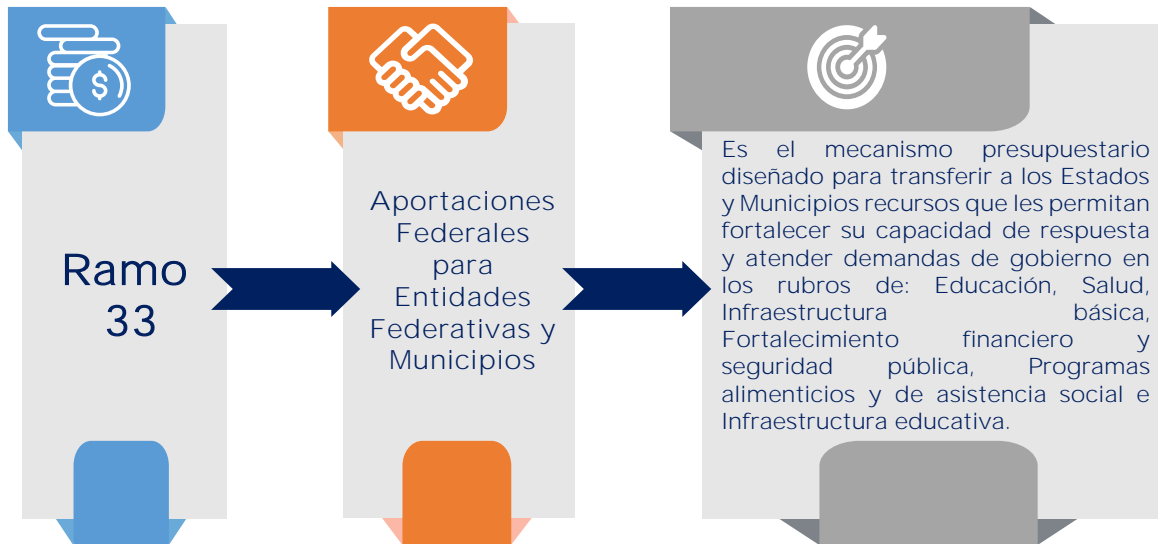 $
Ramo
33
Aportaciones
Federales
para
Entidades
Federativas y
Municipios
Es el mecanismo presupuestario
diseñado para transferir a los Estados
y Municipios recursos que les permitan
fortalecer su capacidad de respuesta
y atender demandas de gobierno en
los rubros de: Educación, Salud,
Infraestructura básica,
Fortalecimiento financiero y
seguridad pública, Programas
alimenticios y de asistencia social e
Infraestructura educativa.